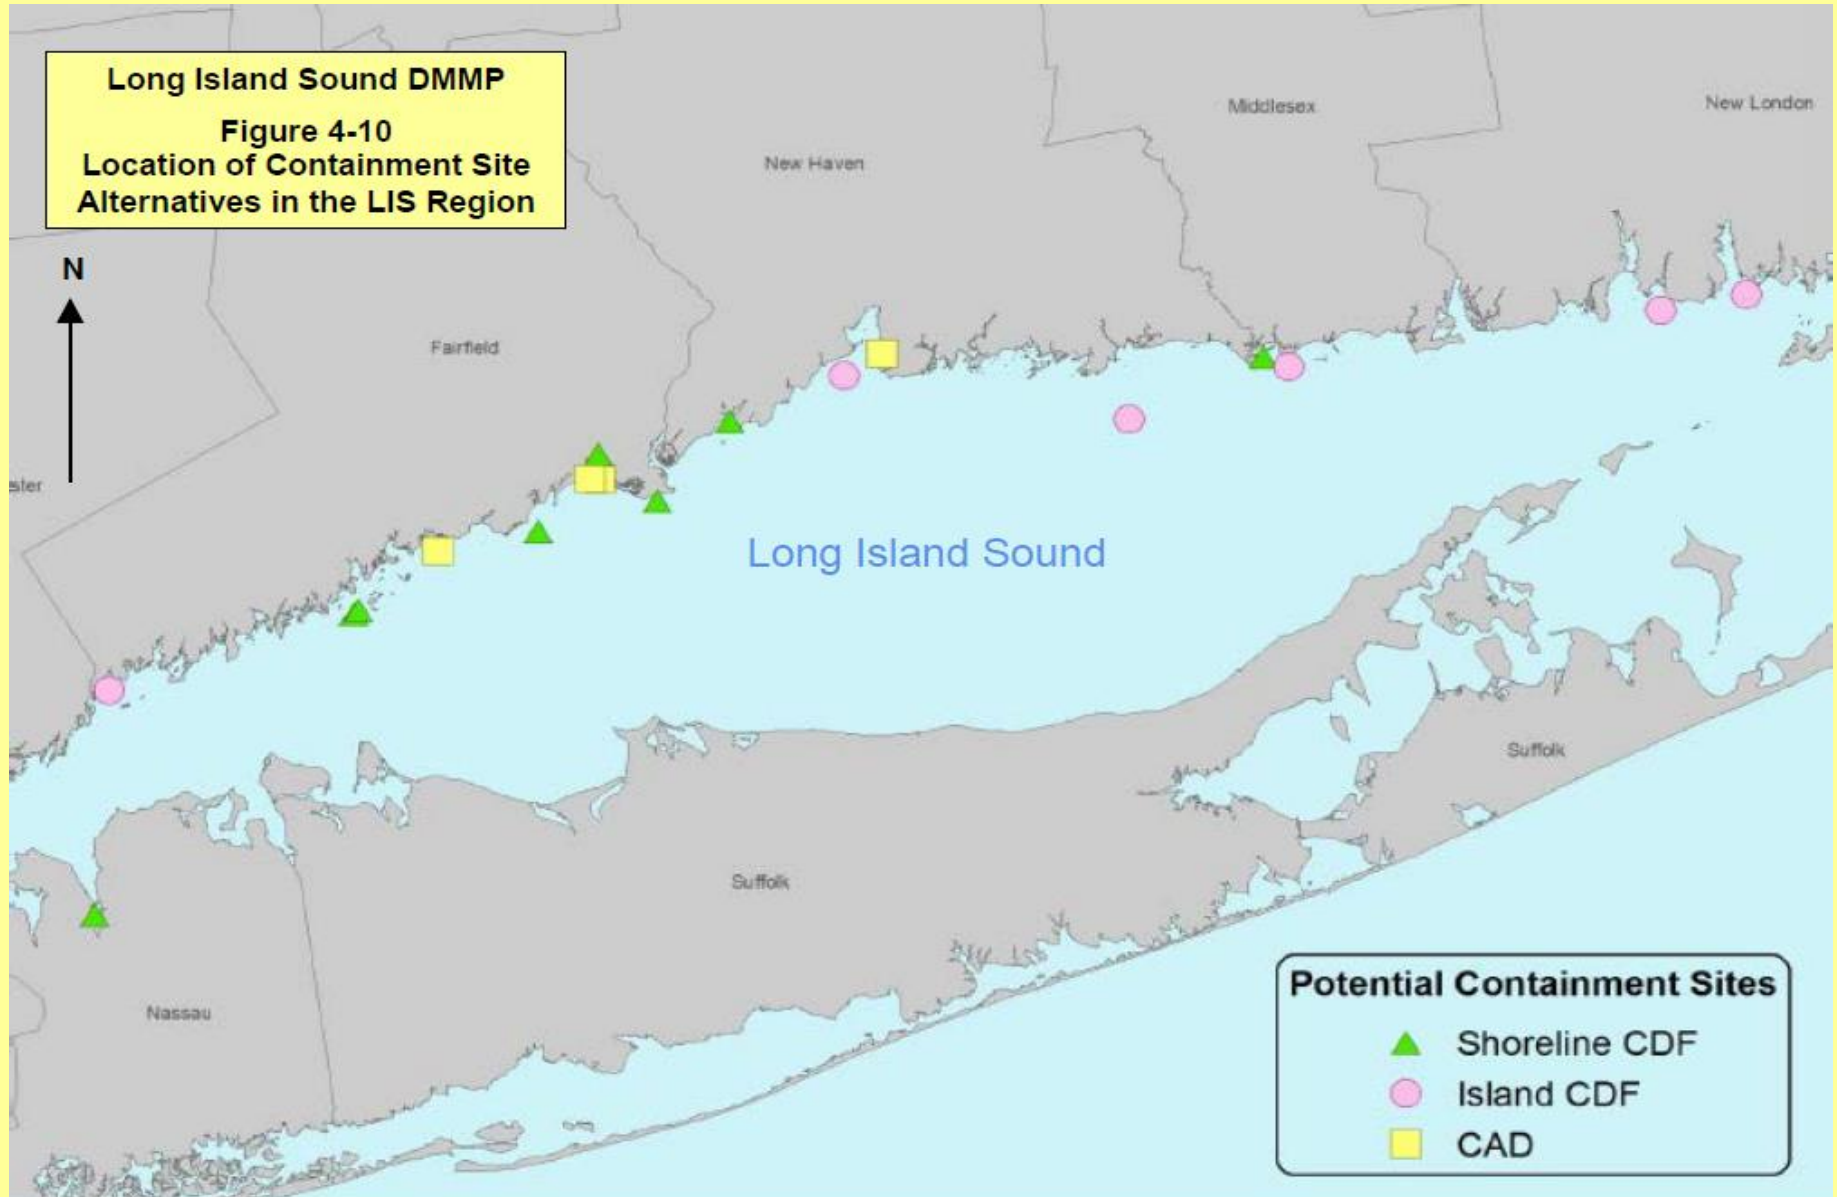 Long Island Sound DMMP
Figure 4-10
Location of Containment Site
Alternatives in the LIS Region
N
Middlesex
New London
New Haven
Fairfield
ster
Long Island Sound
Suffolk
Suffolk
Nassau
Potential Containment Sites
Shoreline CDF
Island CDF
CAD